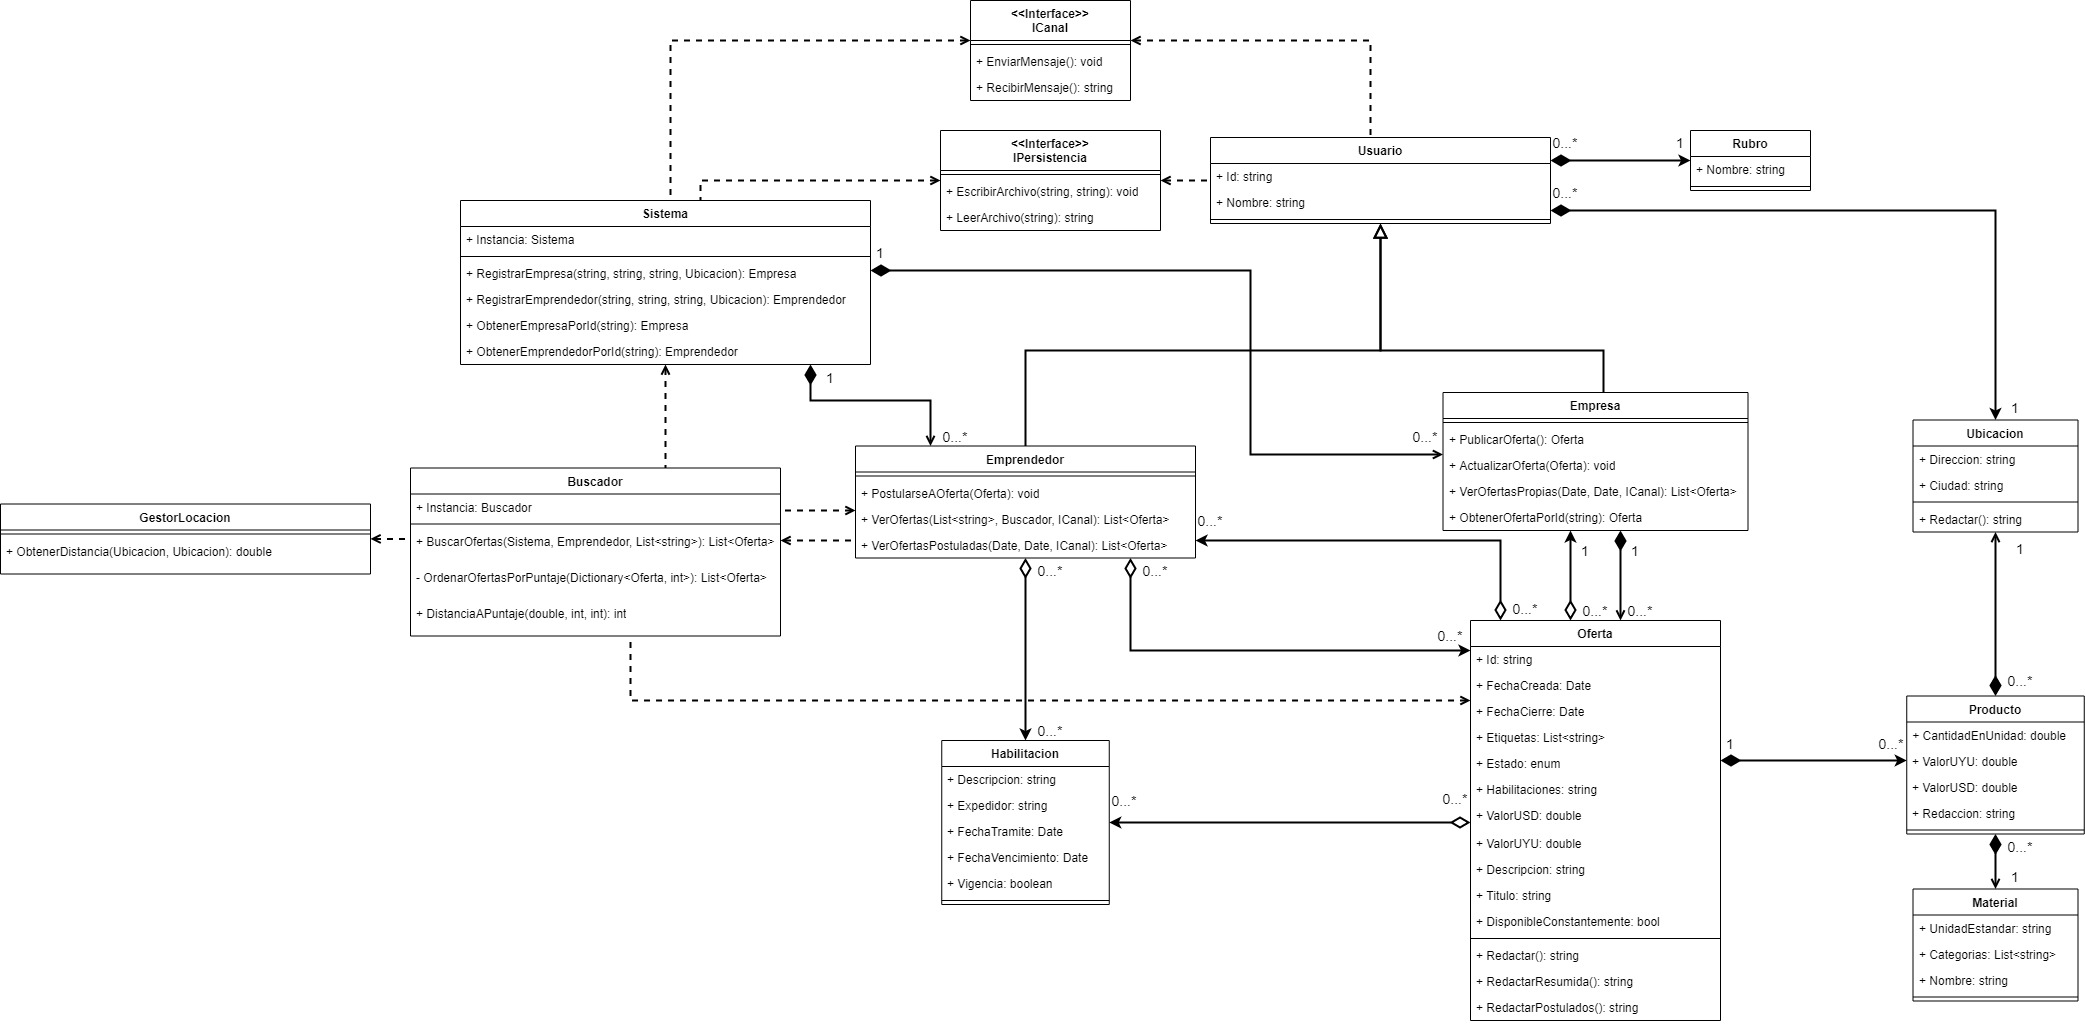 <<Interface>>
ICanal
+ EnviarMensaje(): void
+ RecibirMensaje(): string
<<Interface>>
IPersistencia
+ EscribirArchivo(string, string): void
+ LeerArchivo(string): string
Usuario
+ Id: string
+ Nombre: string
0...*
1
0...*
Rubro
+ Nombre: string
Sistema
+ Instancia: Sistema
+ RegistrarEmpresa(string, string, string, Ubicacion): Empresa
+ RegistrarEmprendedor(string, string, string, Ubicacion): Emprendedor
+ ObtenerEmpresaPorId(string): Empresa
+ ObtenerEmprendedorPorId(string): Emprendedor
1
1
0...*
0...*
1
Empresa
+ PublicarOferta(): Oferta
+ ActualizarOferta(Oferta): void
+ VerOfertasPropias(Date, Date, ICanal): List<Oferta>
+ ObtenerOfertaPorId(string): Oferta
Ubicacion
+ Direccion: string
+ Ciudad: string
+ Redactar(): string
Emprendedor
+ PostularseAOferta(Oferta): void
+ VerOfertas(List<string>, Buscador, ICanal): List<Oferta>
+ VerOfertasPostuladas(Date, Date, ICanal): List<Oferta>
Buscador
+ Instancia: Buscador
+ BuscarOfertas(Sistema, Emprendedor, List<string>): List<Oferta>
- OrdenarOfertasPorPuntaje(Dictionary<Oferta, int>): List<Oferta>
+ DistanciaAPuntaje(double, int, int): int
GestorLocacion
+ ObtenerDistancia(Ubicacion, Ubicacion): double
0...*
1
1
1
0...*
0...*
0...*
0...*
0...*
0...*
Oferta
+ Id: string
+ FechaCreada: Date
+ FechaCierre: Date
+ Etiquetas: List<string>
+ Estado: enum
+ Habilitaciones: string
+ ValorUSD: double
+ ValorUYU: double
+ Descripcion: string
+ Titulo: string
+ DisponibleConstantemente: bool
+ Redactar(): string
+ RedactarResumida(): string
+ RedactarPostulados(): string
0...*
Habilitacion
+ Descripcion: string
+ Expedidor: string
+ FechaTramite: Date
+ FechaVencimiento: Date
+ Vigencia: boolean
0...*
0...*
1
0...*
0...*
Producto
+ CantidadEnUnidad: double
+ ValorUYU: double
+ ValorUSD: double
+ Redaccion: string
0...*
1
Material
+ UnidadEstandar: string
+ Categorias: List<string>
+ Nombre: string